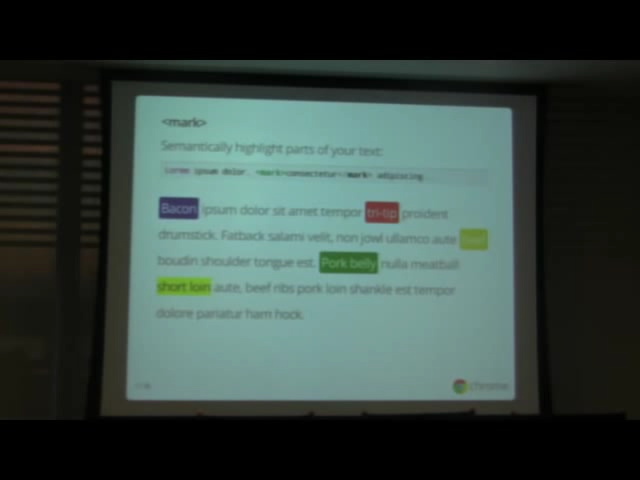 <mark>
Semantically highlight parts of your text:
Lorem ipsum dolor. <mark>consectetur</mark> adipiscing
Bacon ipsum dolor sit amet tempor tri-tip proident
drumstick. Fatback salami velit, non jowl ullamco aute
boudin shoulder tongue est. Pork belly nulla meatball
short loin aute, beef ribs pork loin shankle est tempor
dolore pariatur ham hock.
chrome